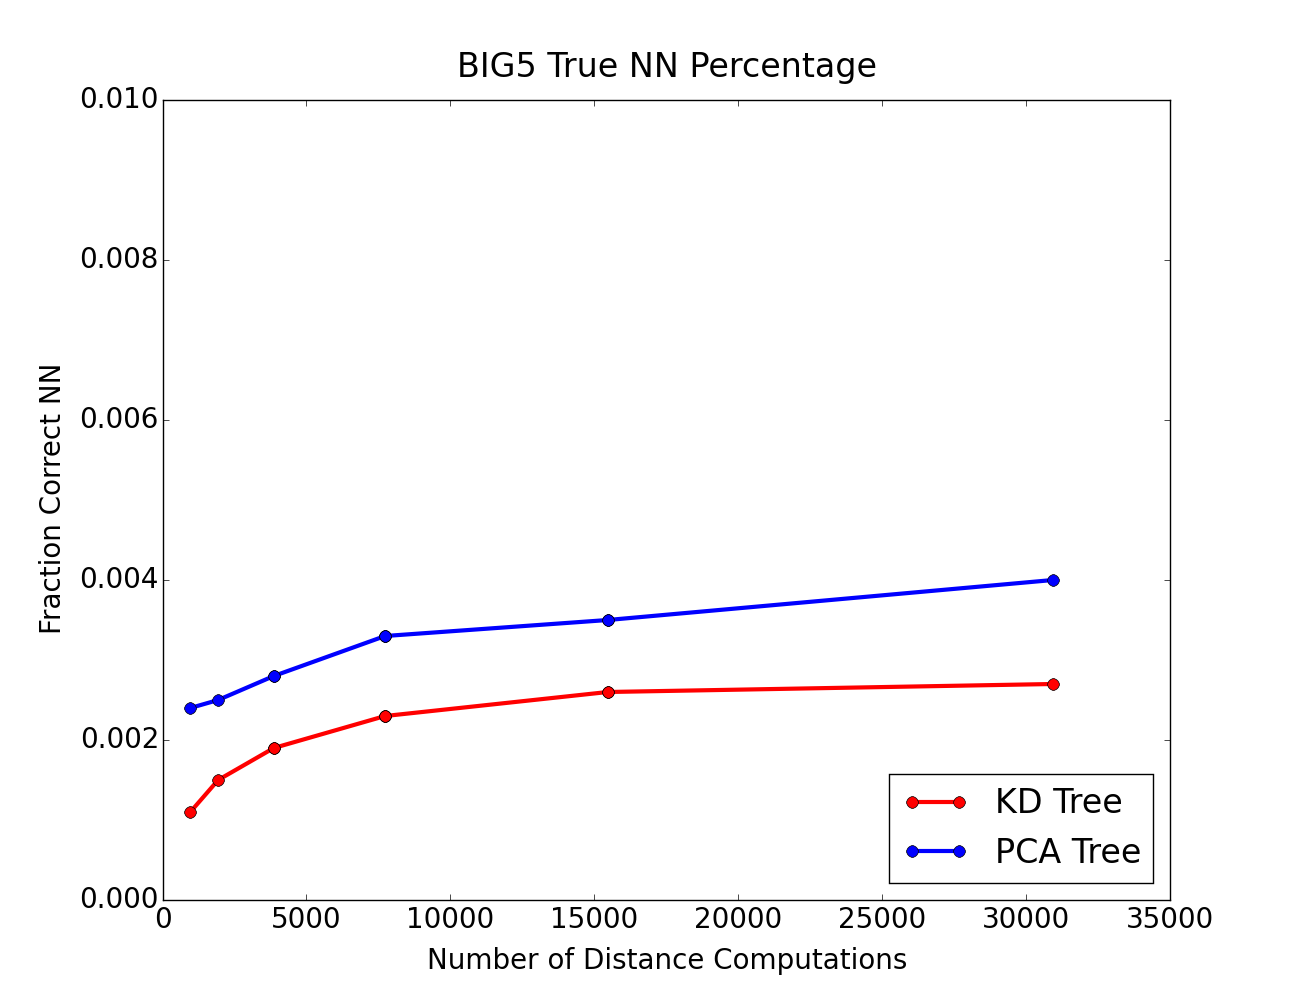 BIG5 True NN Percentage
0.010
0.008
0.006
0.004
0.002
0.000
Fraction Correct NN
0 5000 10000 15000 20000 25000 30000 35000
Number of Distance Computations
KD Tree
PCA Tree